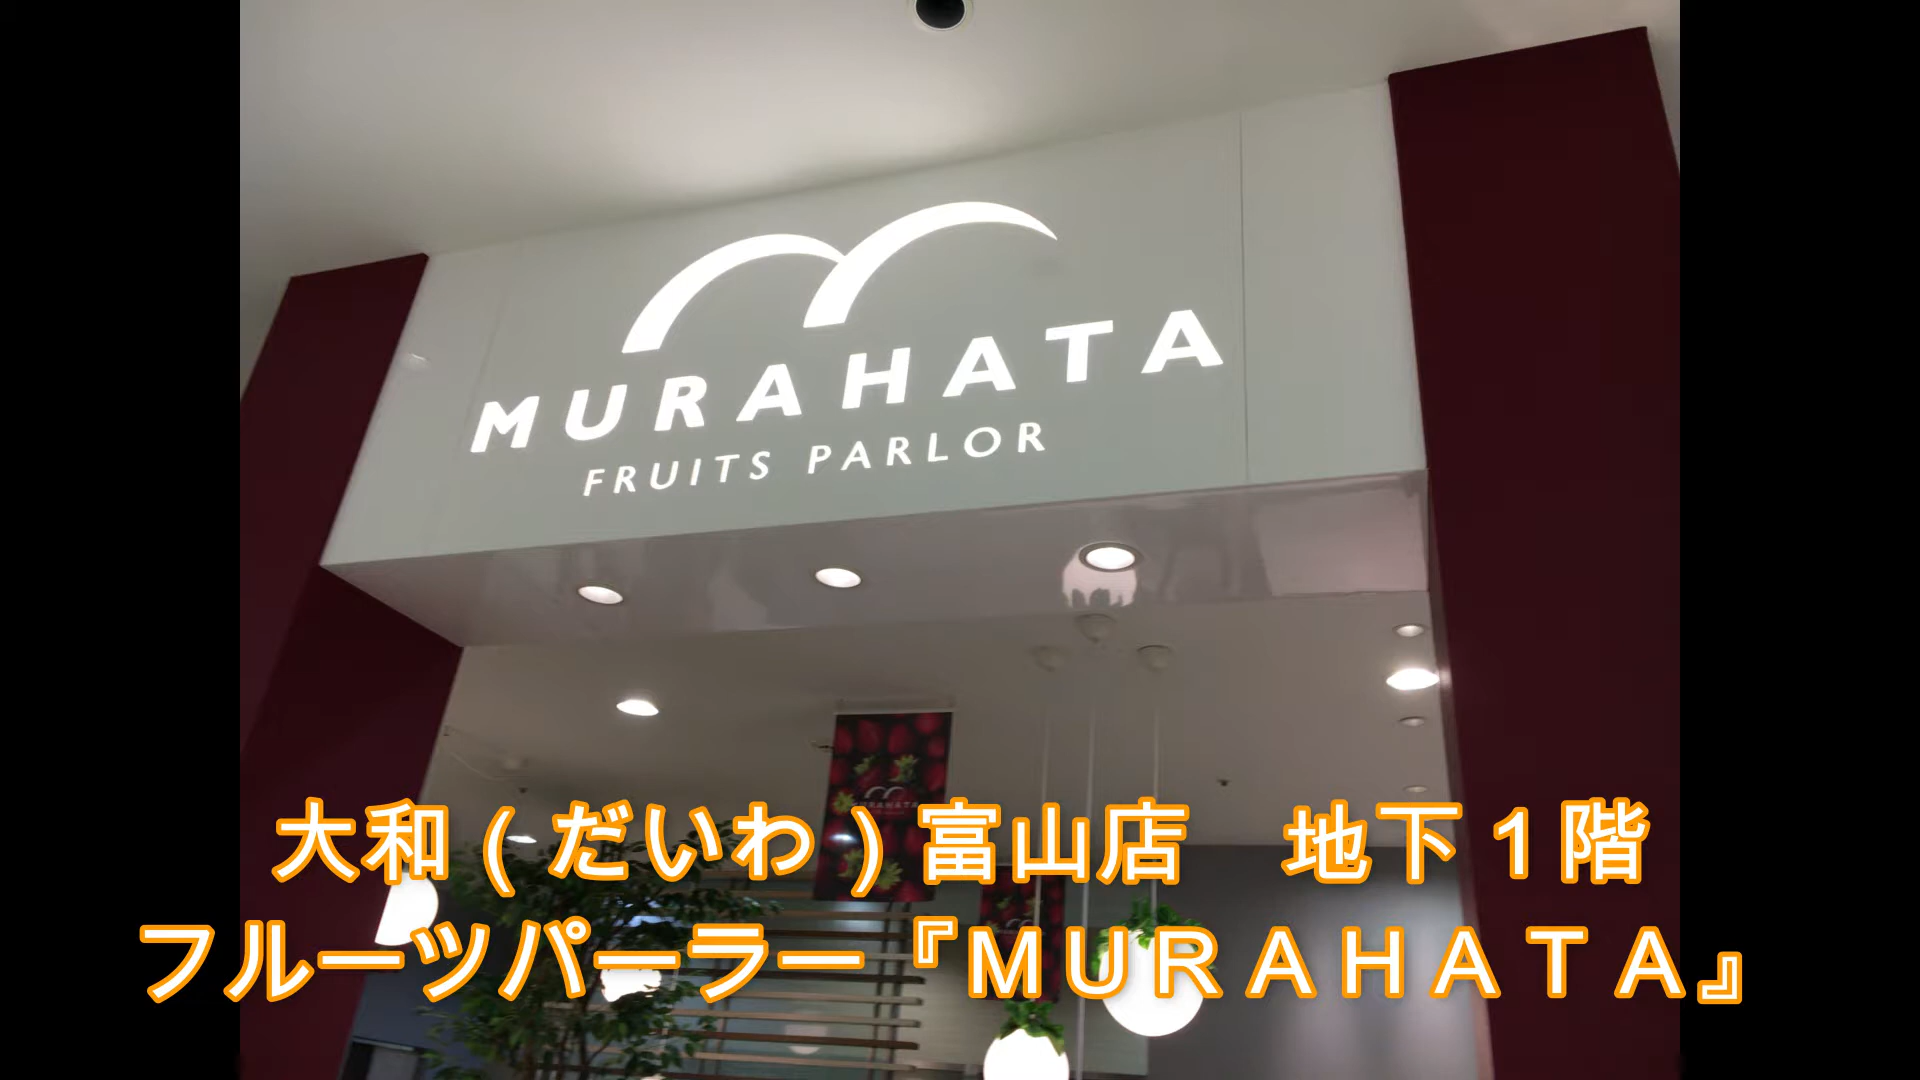 MURAHATA
FRUITS PARLOR
MURAHATA
大和(だいわ)富山店　地下１階
フルーツパーラー『ＭＵＲＡＨＡＴＡ』